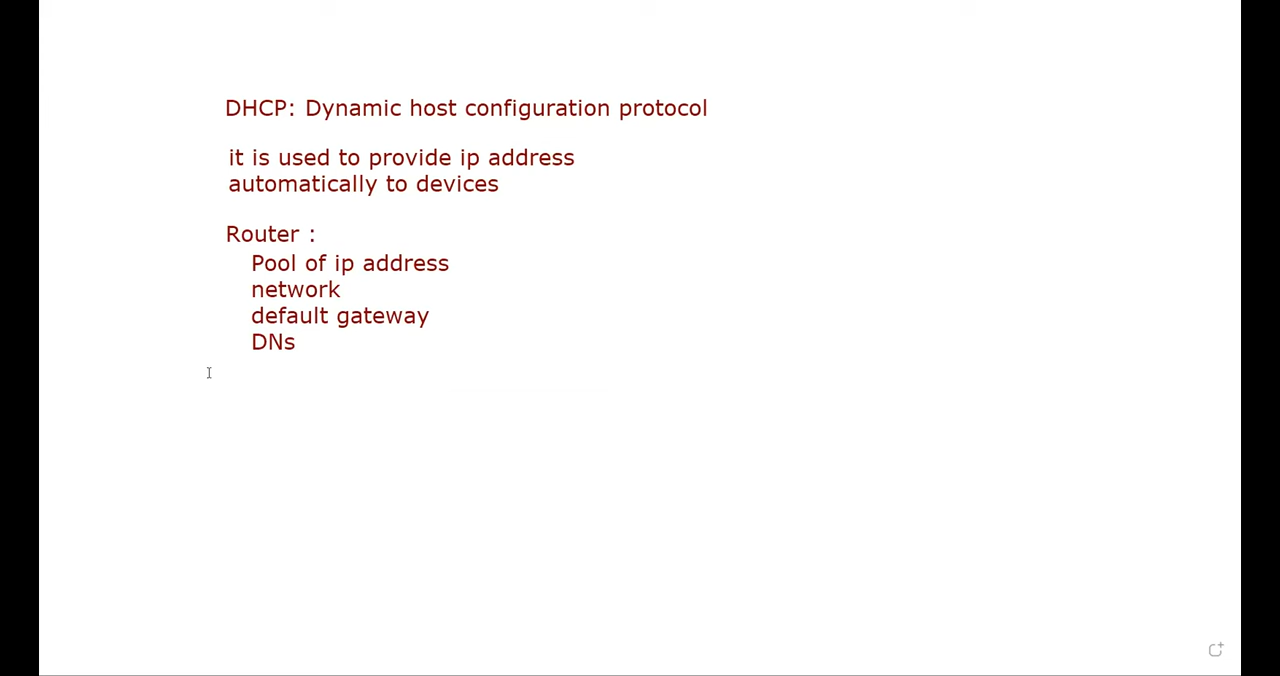 DHCP: Dynamic host configuration protocol
it is used to provide ip address
automatically to devices
Router :
Pool of ip address
network
default gateway
DNs